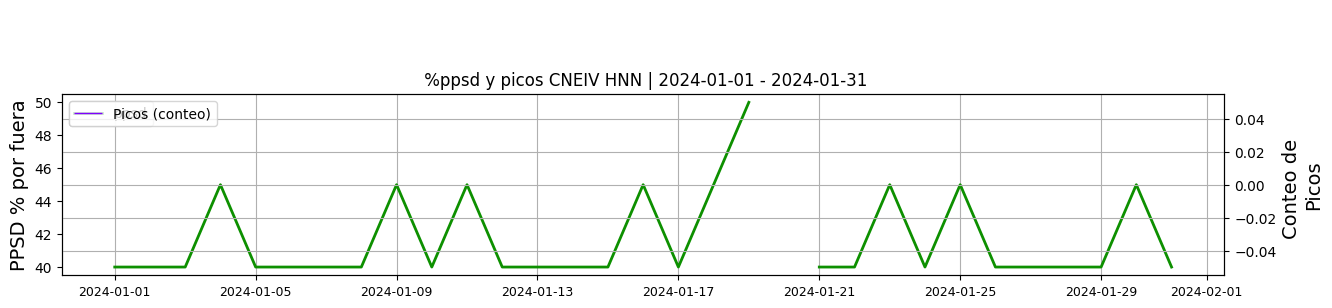 %ppsd y picos CNEIV HNN | 2024-01-01 - 2024-01-31
PPSD % por fuera
50
48
46
44
42
40
Picos (conteo)
0.04
0.02
0.00
−0.02
−0.04
Conteo de
Picos
2024-01-01 2024-01-05 2024-01-09 2024-01-13 2024-01-17 2024-01-21 2024-01-25 2024-01-29 2024-02-01